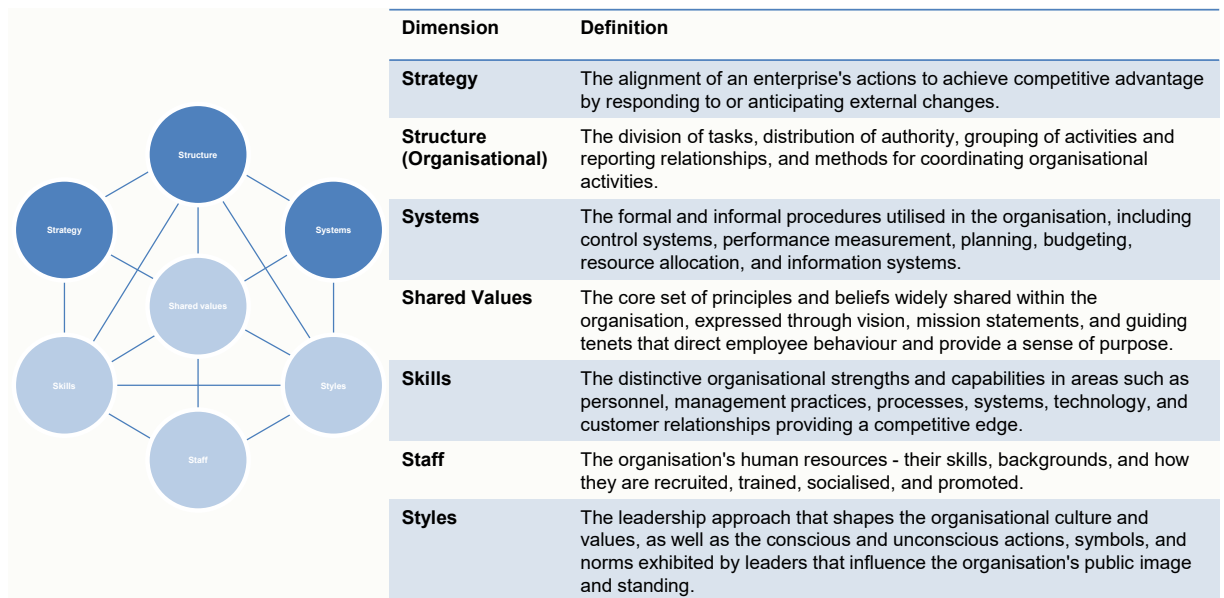 Structure
Strategy
Systems
Shared values
Skills
Styles
Staff
Dimension Definition
Strategy The alignment of an enterprise's actions to achieve competitive advantage
by responding to or anticipating external changes.
Structure The division of tasks, distribution of authority, grouping of activities and
(Organisational) reporting relationships, and methods for coordinating organisational
activities.
Systems The formal and informal procedures utilised in the organisation, including
control systems, performance measurement, planning, budgeting,
resource allocation, and information systems.
Shared Values The core set of principles and beliefs widely shared within the
organisation, expressed through vision, mission statements, and guiding
tenets that direct employee behaviour and provide a sense of purpose.
Skills The distinctive organisational strengths and capabilities in areas such as
personnel, management practices, processes, systems, technology, and
customer relationships providing a competitive edge.
Staff The organisation's human resources - their skills, backgrounds, and how
they are recruited, trained, socialised, and promoted.
Styles The leadership approach that shapes the organisational culture and
values, as well as the conscious and unconscious actions, symbols, and
norms exhibited by leaders that influence the organisation's public image
and standing.